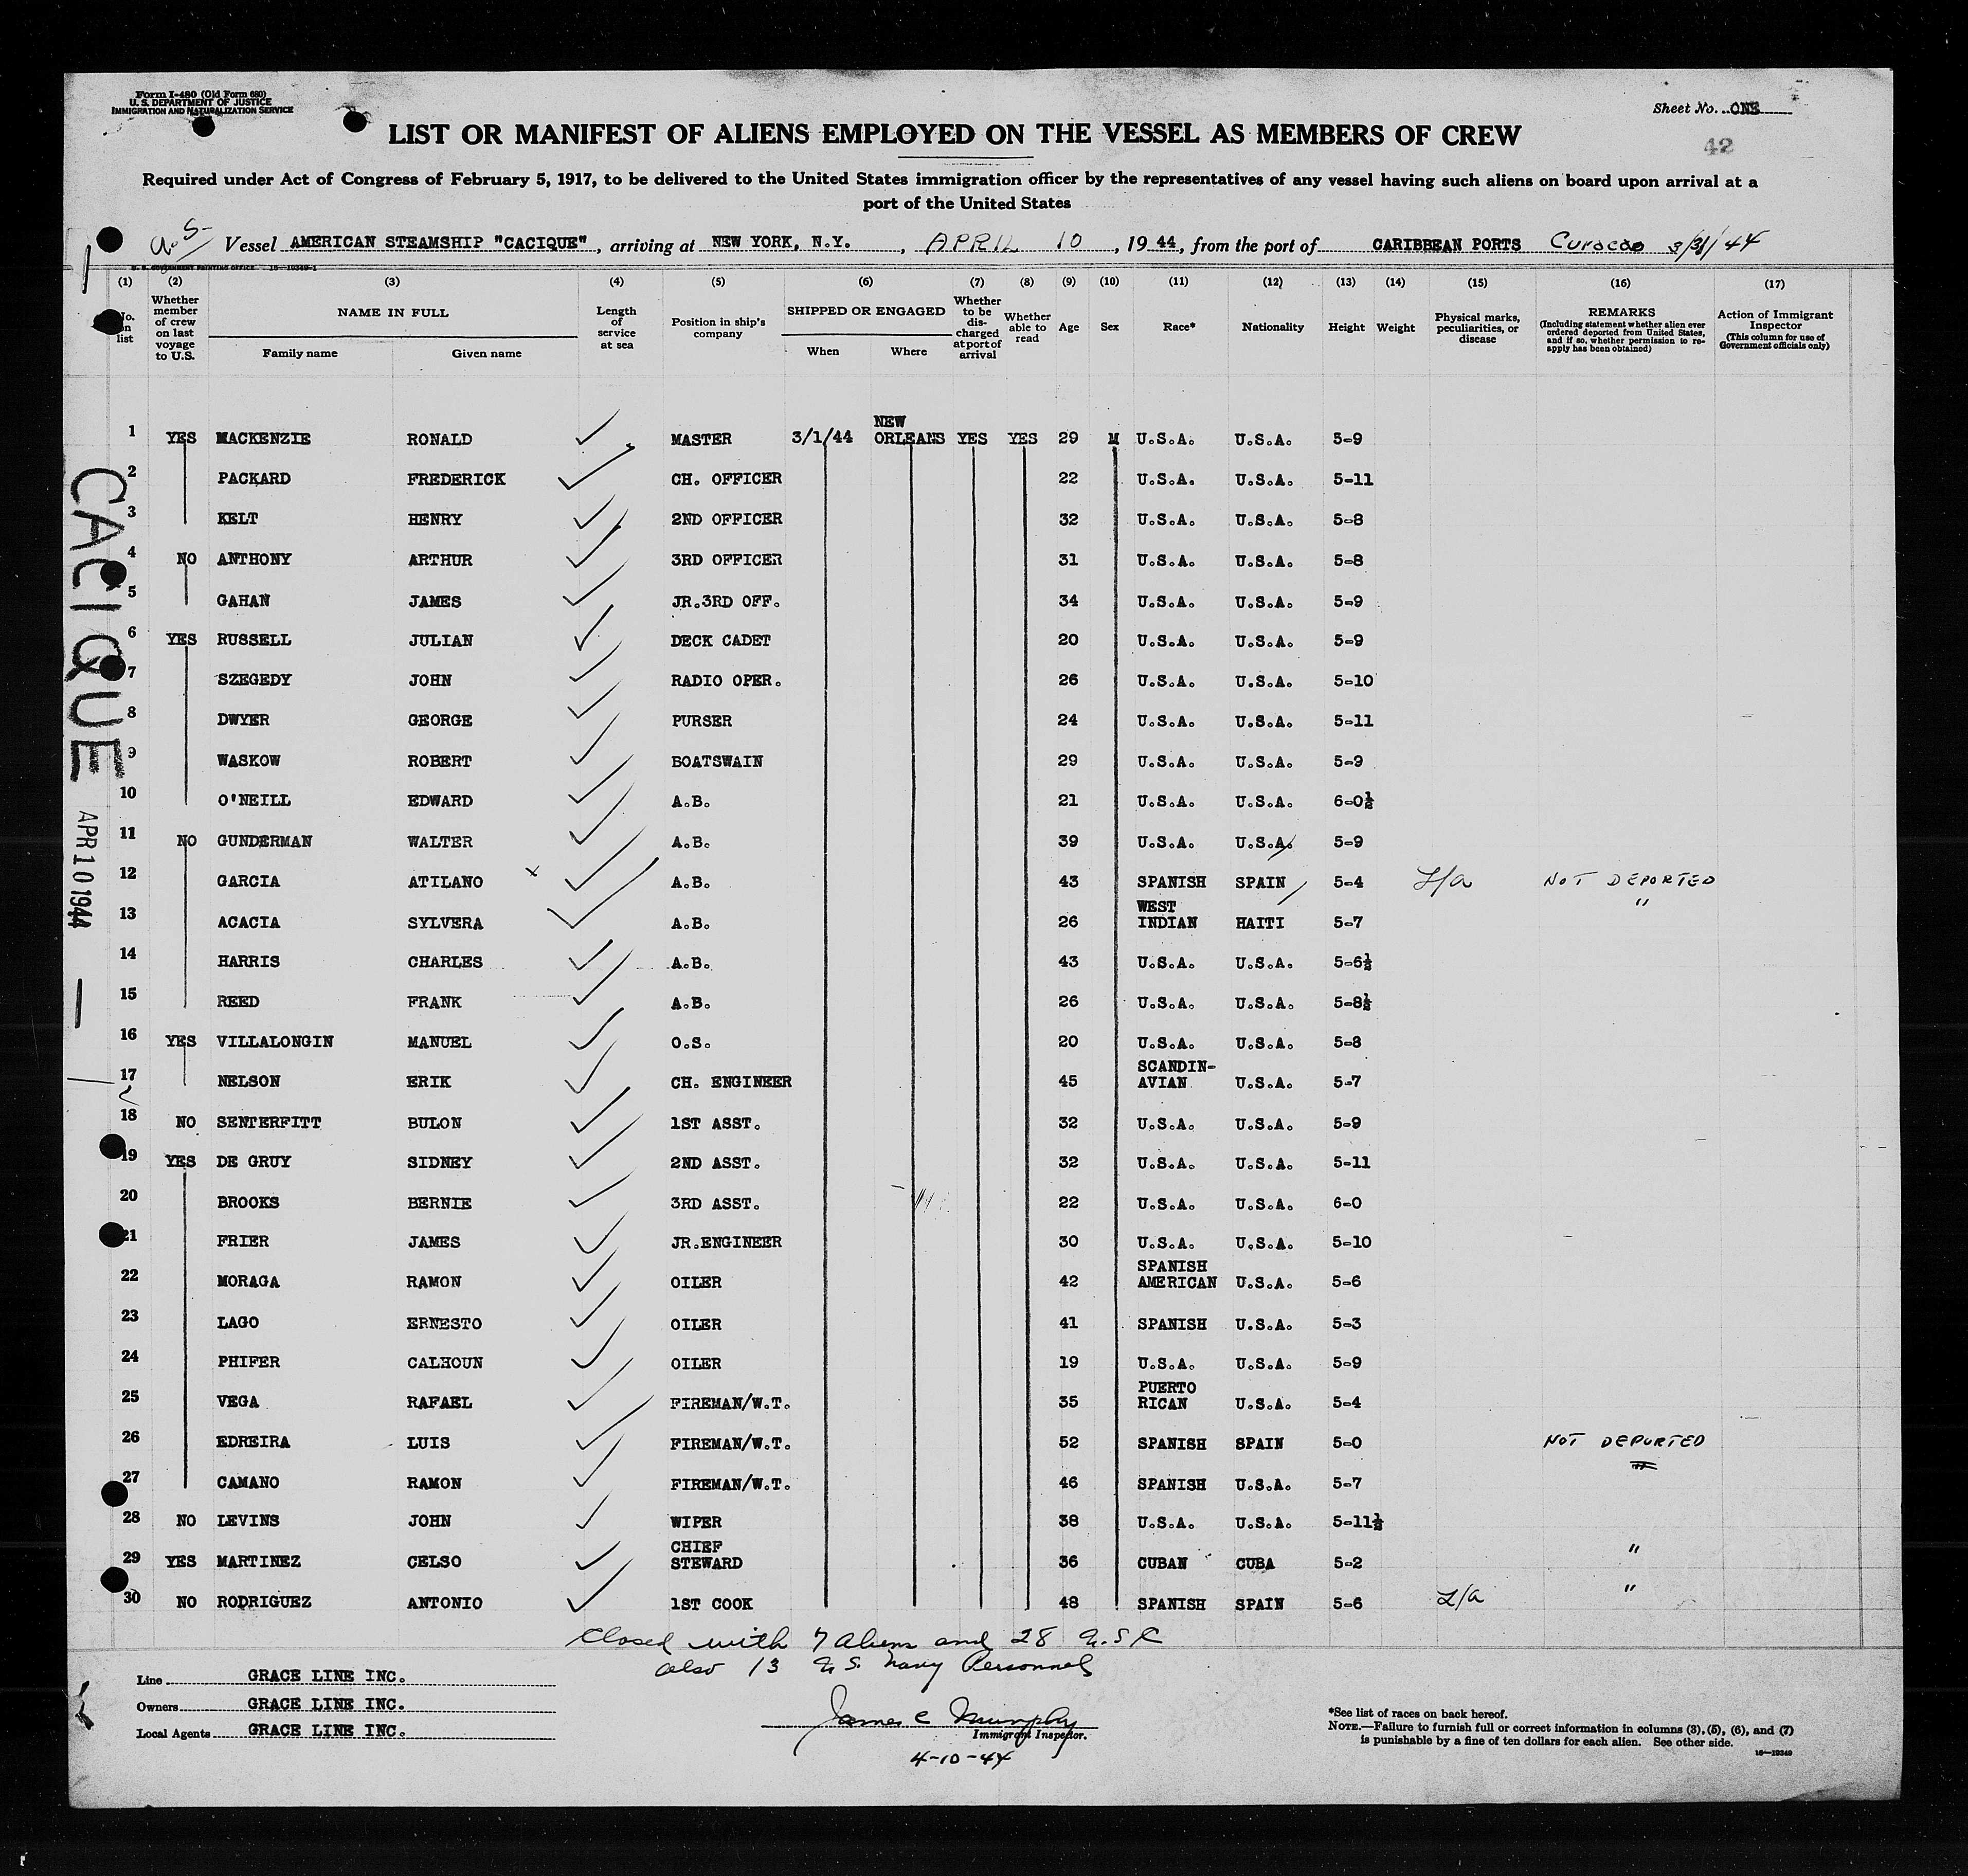 Form I-480 (Old Form 680)
U. S. DEPARTMENT OF JUSTICE
IMMIGRATION AND NATURALIZATION SERVICE
Sheet No. ONE
42
LIST OR MANIFEST OF ALIENS EMPLOYED ON THE VESSEL AS MEMBERS OF CREW
Required under Act of Congress of February 5, 1917, to be delivered to the United States immigration officer by the representatives of any vessel having such aliens on board upon arrival at a
port of the United States
Vessel AMERICAN STEAMSHIP "CACIQUE", arriving at NEW YORK, N.Y., APRIL 10, 1944, from the port of CARIBBEAN PORTS Curacao 3/31/44
U. S. GOVERNMENT PRINTING OFFICE 16—19349-1
(1) (2) (3) (4) (5) (6) (7) (8) (9) (10) (11) (12) (13) (14) (15) (16) (17)
No. on list
Whether member of crew on last voyage to U.S.
NAME IN FULL
Family name Given name
Length of service at sea
Position in ship's company
SHIPPED OR ENGAGED
When Where
Whether to be discharged at port of arrival
Whether able to read
Age Sex Race* Nationality Height Weight
Physical marks, peculiarities, or disease
REMARKS
(Including statement whether alien ever ordered deported from United States, and if so, whether permission to reapply has been obtained)
Action of Immigrant Inspector
(This column for use of Government officials only)
1 YES MACKENZIE RONALD MASTER 3/1/44 NEW ORLEANS YES YES 29 M U.S.A. U.S.A. 5-9
2 PACKARD FREDERICK CH. OFFICER 22 U.S.A. U.S.A. 5-11
3 KELT HENRY 2ND OFFICER 32 U.S.A. U.S.A. 5-8
4 NO ANTHONY ARTHUR 3RD OFFICER 31 U.S.A. U.S.A. 5-8
5 GAHAN JAMES JR.3RD OFF. 34 U.S.A. U.S.A. 5-9
6 YES RUSSELL JULIAN DECK CADET 20 U.S.A. U.S.A. 5-9
7 SZEGEDY JOHN RADIO OPER. 26 U.S.A. U.S.A. 5-10
8 DWYER GEORGE PURSER 24 U.S.A. U.S.A. 5-11
9 WASKOW ROBERT BOATSWAIN 29 U.S.A. U.S.A. 5-9
10 O'NEILL EDWARD A.B. 21 U.S.A. U.S.A. 6-0½
11 NO GUNDERMAN WALTER A.B. 39 U.S.A. U.S.A. 5-9
12 GARCIA ATILANO x A.B. 43 SPANISH SPAIN 5-4 L/a NOT DEPORTED
13 ACACIA SYLVERA A.B. 26 WEST INDIAN HAITI 5-7 "
14 HARRIS CHARLES A.B. 43 U.S.A. U.S.A. 5-6½
15 REED FRANK A.B. 26 U.S.A. U.S.A. 5-8½
16 YES VILLALONGIN MANUEL O.S. 20 U.S.A. U.S.A. 5-8
17 NELSON ERIK CH. ENGINEER 45 SCANDIN-AVIAN U.S.A. 5-7
18 NO SENTERFITT BULON 1ST ASST. 32 U.S.A. U.S.A. 5-9
19 YES DE GRUY SIDNEY 2ND ASST. 32 U.S.A. U.S.A. 5-11
20 BROOKS BERNIE 3RD ASST. 22 U.S.A. U.S.A. 6-0
21 FRIER JAMES JR.ENGINEER 30 U.S.A. U.S.A. 5-10
22 MORAGA RAMON OILER 42 SPANISH AMERICAN U.S.A. 5-6
23 LAGO ERNESTO OILER 41 SPANISH U.S.A. 5-3
24 PHIFER CALHOUN OILER 19 U.S.A. U.S.A. 5-9
25 VEGA RAFAEL FIREMAN/W.T. 35 PUERTO RICAN U.S.A. 5-4
26 EDREIRA LUIS FIREMAN/W.T. 52 SPANISH SPAIN 5-0 NOT DEPORTED
27 CAMANO RAMON FIREMAN/W.T. 46 SPANISH U.S.A. 5-7
28 NO LEVINS JOHN WIPER 38 U.S.A. U.S.A. 5-11½
29 YES MARTINEZ CELSO CHIEF STEWARD 36 CUBAN CUBA 5-2 "
30 NO RODRIGUEZ ANTONIO 1ST COOK 48 SPANISH SPAIN 5-6 L/a "
CACIQUE
APR 10 1944
Closed with 7 aliens and 28 U.S.C
also 13 U.S. Navy Personnel
Line GRACE LINE INC.
Owners GRACE LINE INC.
Local Agents GRACE LINE INC.
James C Murphy
Immigrant Inspector.
4-10-44
*See list of races on back hereof.
NOTE.—Failure to furnish full or correct information in columns (3), (5), (6), and (7)
is punishable by a fine of ten dollars for each alien. See other side.
16—19349